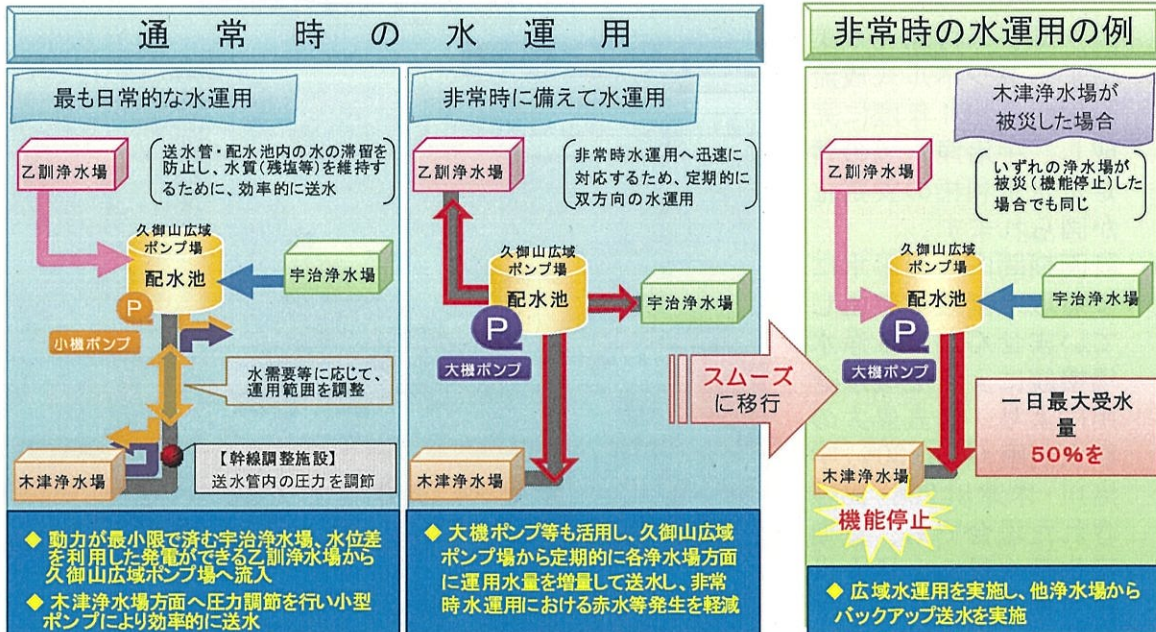 通常時の水運用
最も日常的な水運用
乙訓浄水場
送水管・配水池内の水の滞留を
防止し、水質(残塩等)を維持す
るために、効率的に送水
久御山広域
ポンプ場
配水池
P
小機ポンプ
宇治浄水場
水需要等に応じて、
運用範囲を調整
【幹線調整施設】
送水管内の圧力を調節
木津浄水場
◆ 動力が最小限で済む宇治浄水場、水位差
を利用した発電ができる乙訓浄水場から
久御山広域ポンプ場へ流入
◆ 木津浄水場方面へ圧力調節を行い小型
ポンプにより効率的に送水
非常時に備えて水運用
乙訓浄水場
非常時水運用へ迅速に
対応するため、定期的に
双方向の水運用
久御山広域
ポンプ場
配水池
P
大機ポンプ
宇治浄水場
木津浄水場
◆ 大機ポンプ等も活用し、久御山広域
ポンプ場から定期的に各浄水場方面
に運用水量を増量して送水し、非常
時水運用における赤水等発生を軽減
スムーズ
に移行
非常時の水運用の例
木津浄水場が
被災した場合
乙訓浄水場
いずれの浄水場が
被災(機能停止)した
場合でも同じ
久御山広域
ポンプ場
配水池
P
大機ポンプ
宇治浄水場
一日最大受水
量
50%を
木津浄水場
機能停止
◆ 広域水運用を実施し、他浄水場から
バックアップ送水を実施